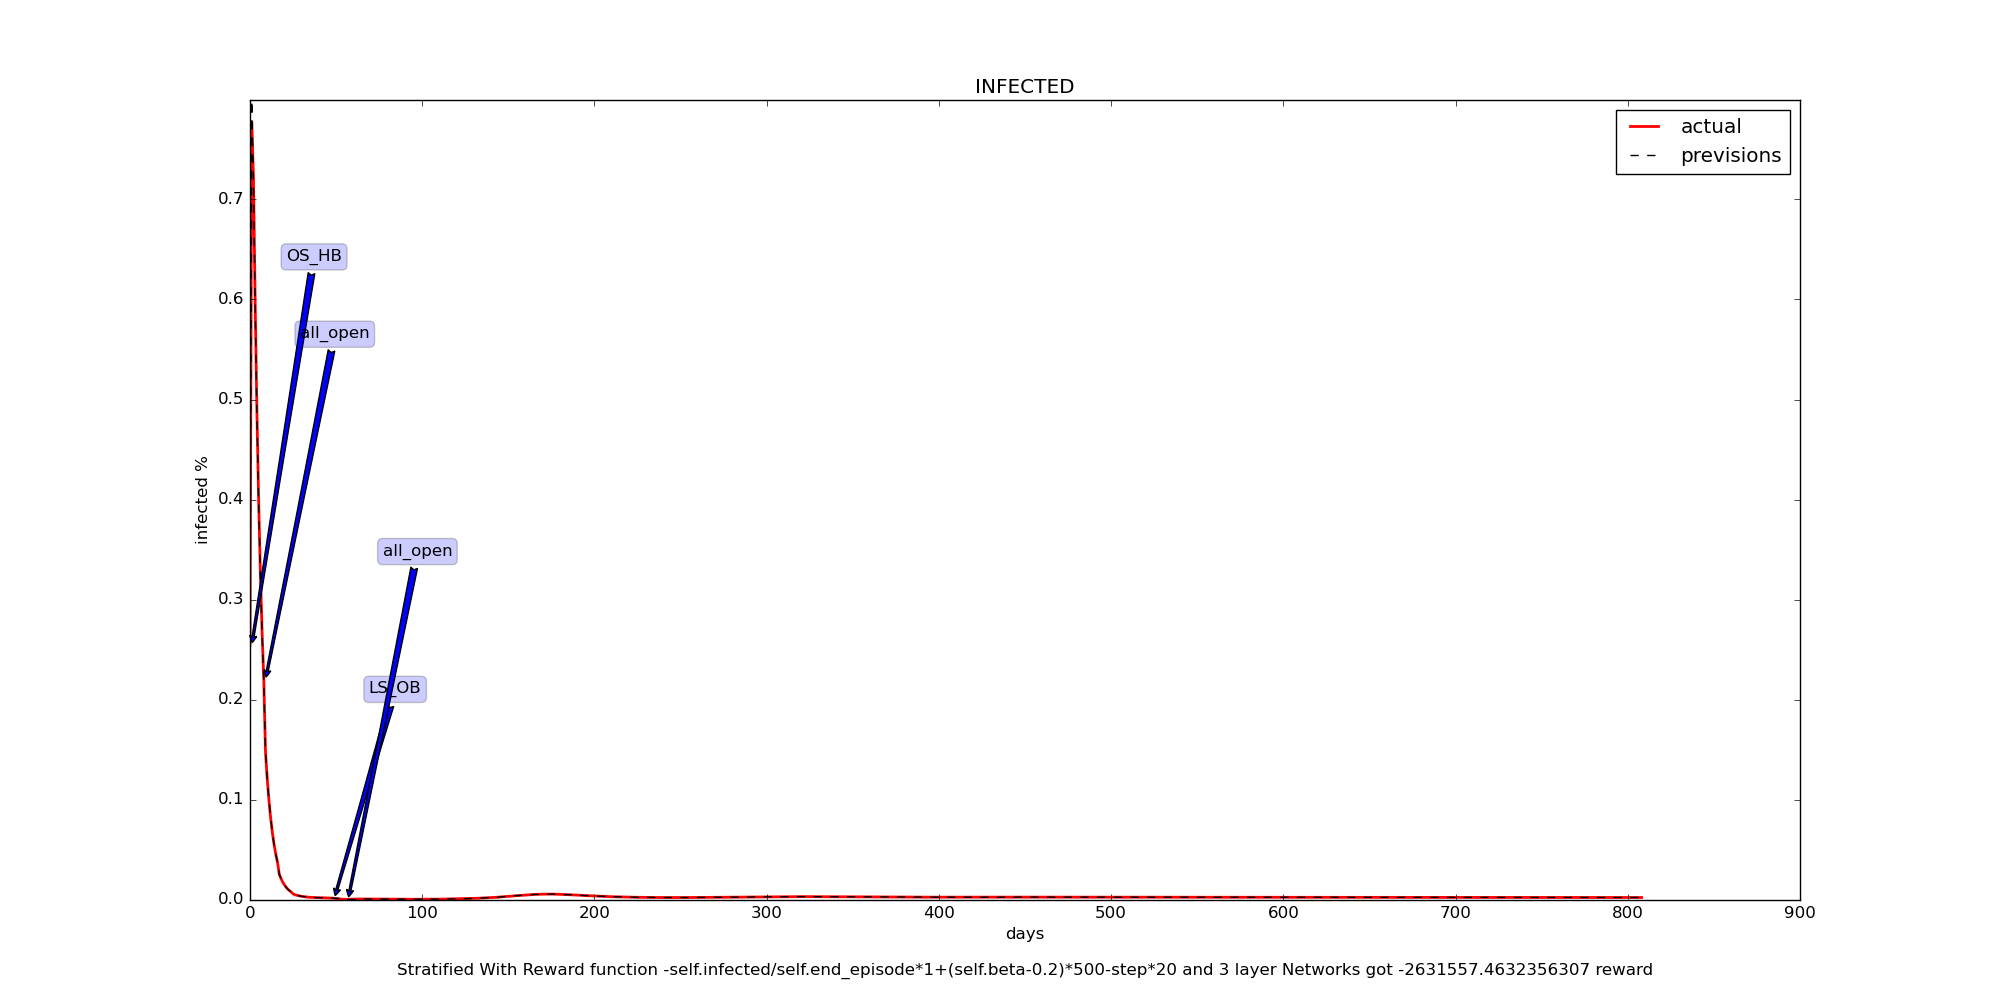 INFECTED
actual
previsions
0.7
0.6
0.5
0.4
0.3
0.2
0.1
0.0
infected %
OS_HB
all_open
all_open
LS_OB
0 100 200 300 400 500 600 700 800 900
days
Stratified With Reward function -self.infected/self.end_episode*1+(self.beta-0.2)*500-step*20 and 3 layer Networks got -2631557.4632356307 reward